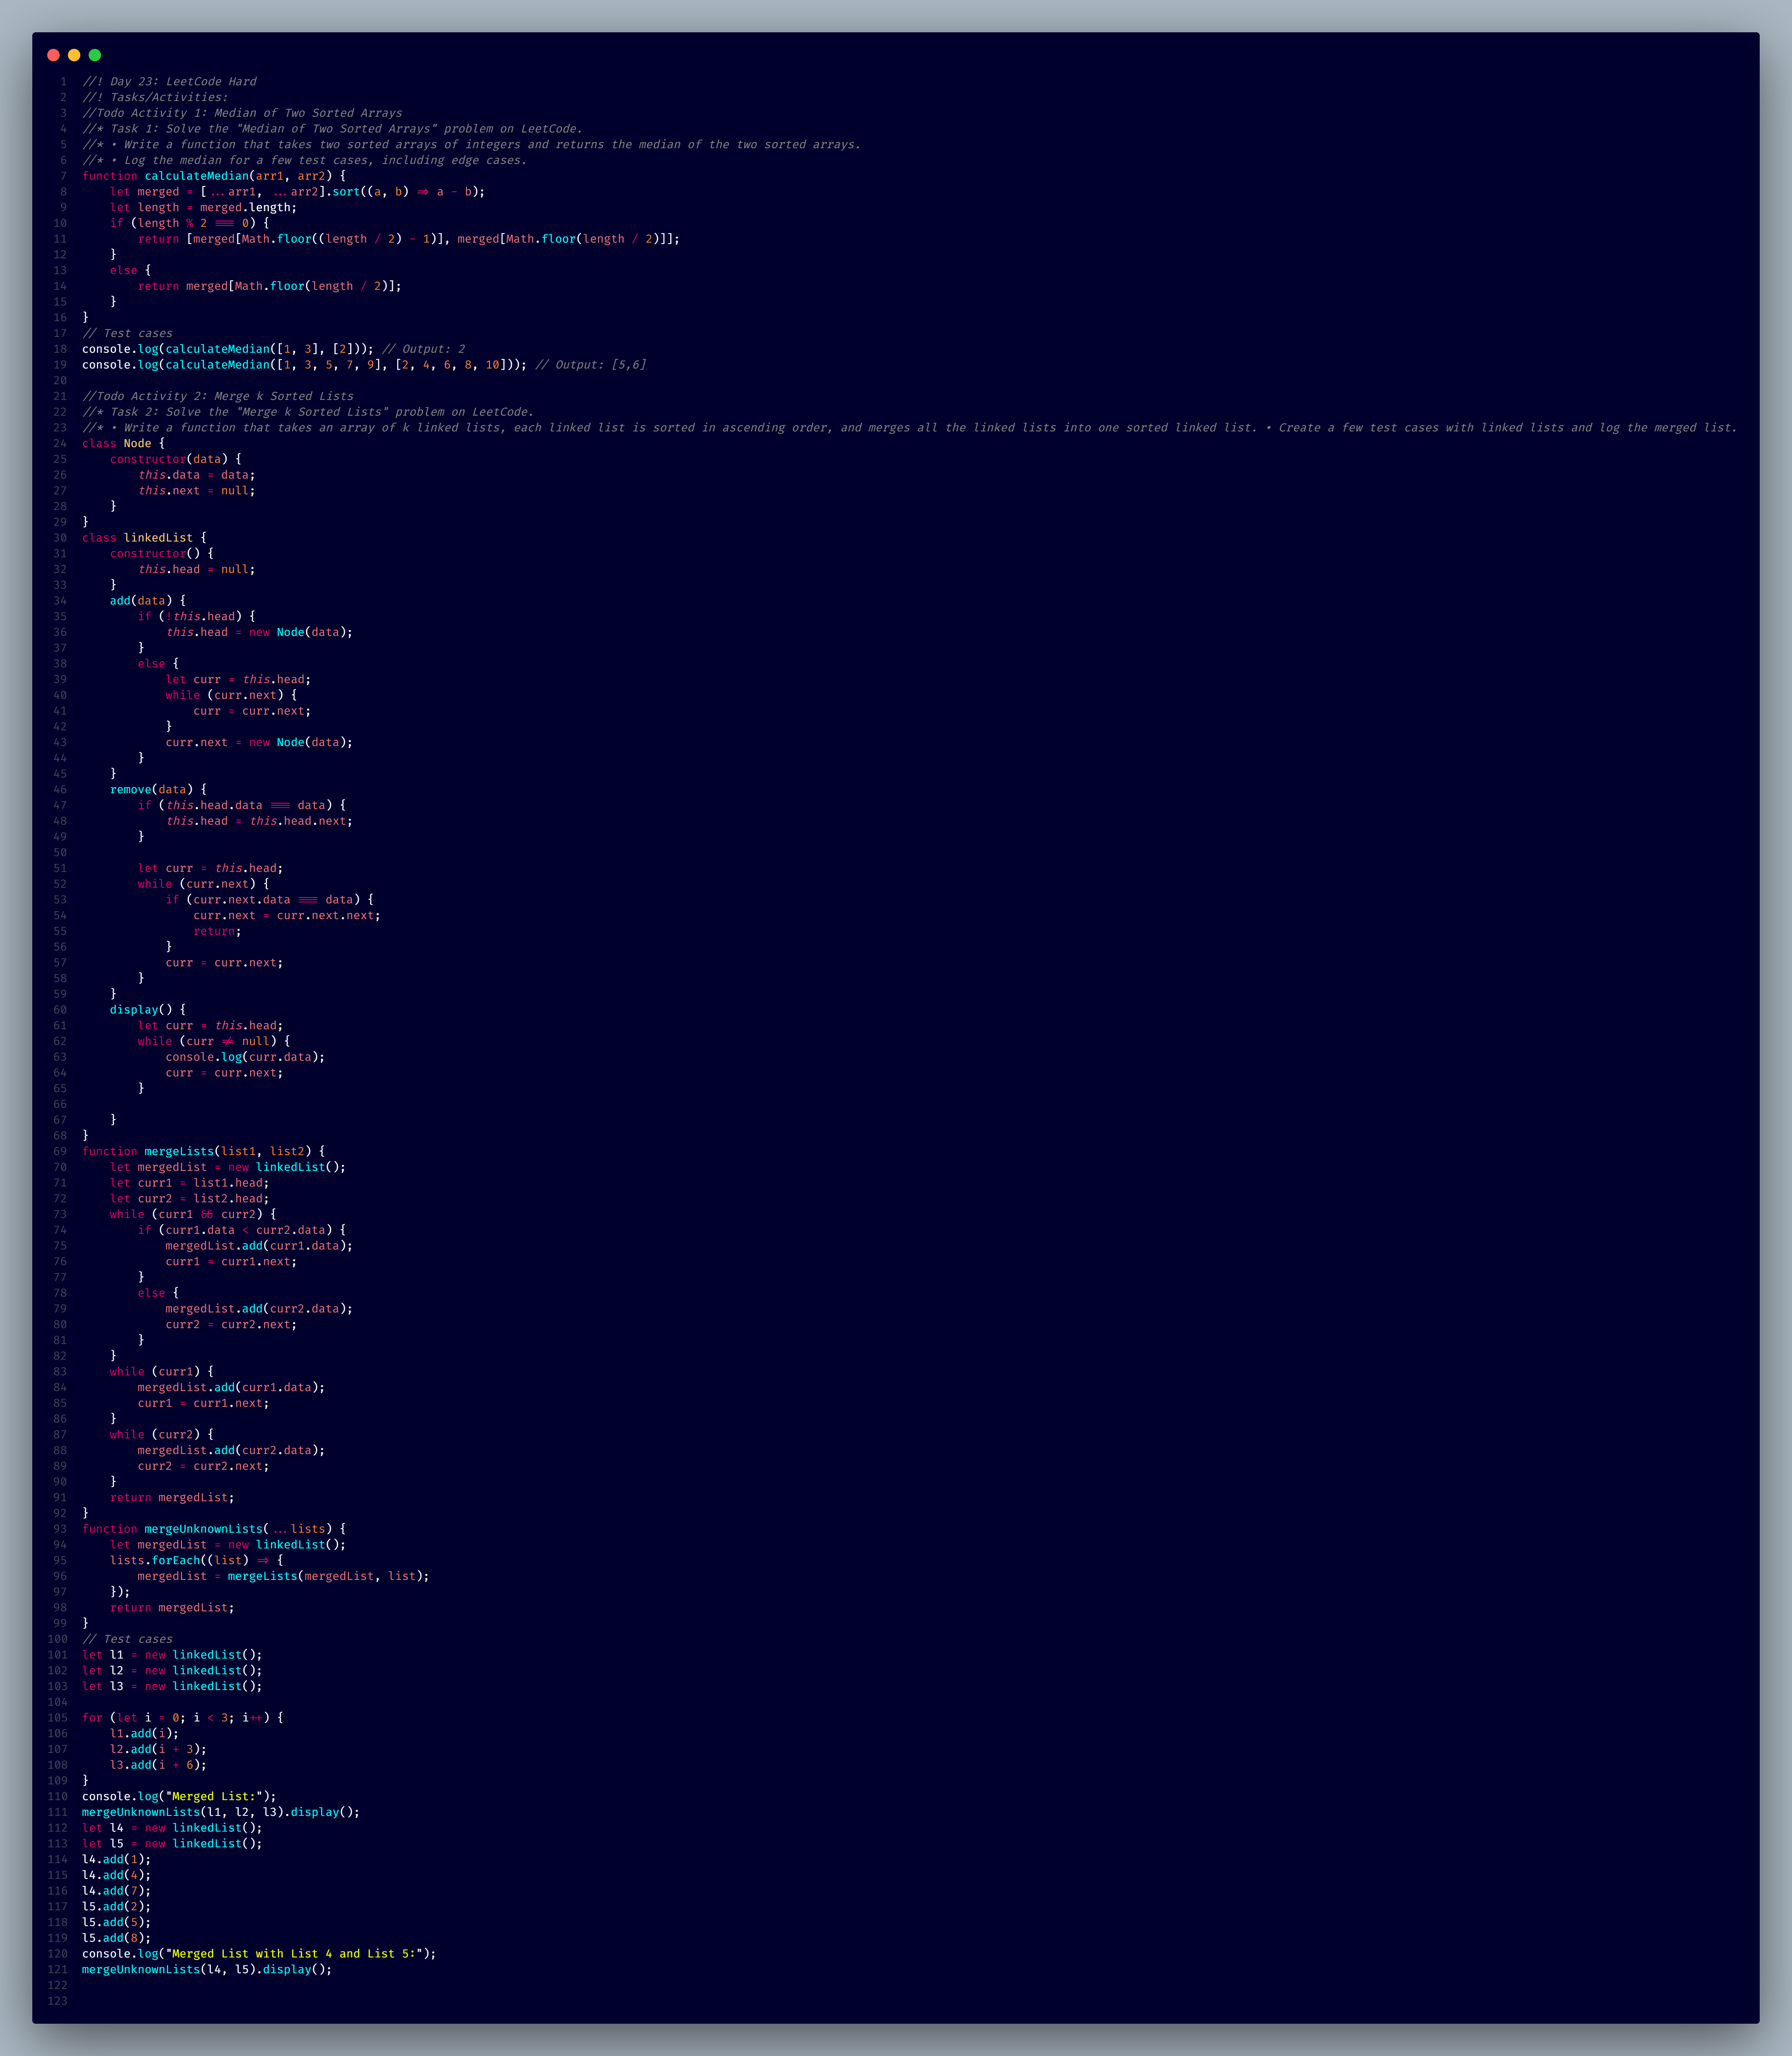 1 //! Day 23: LeetCode Hard
2 //! Tasks/Activities:
3 //Todo Activity 1: Median of Two Sorted Arrays
4 //* Task 1: Solve the "Median of Two Sorted Arrays" problem on LeetCode.
5 //* • Write a function that takes two sorted arrays of integers and returns the median of the two sorted arrays.
6 //* • Log the median for a few test cases, including edge cases.
7 function calculateMedian(arr1, arr2) {
8     let merged = [...arr1, ...arr2].sort((a, b) => a - b);
9     let length = merged.length;
10     if (length % 2 === 0) {
11         return [merged[Math.floor((length / 2) - 1)], merged[Math.floor(length / 2)]];
12     }
13     else {
14         return merged[Math.floor(length / 2)];
15     }
16 }
17 // Test cases
18 console.log(calculateMedian([1, 3], [2])); // Output: 2
19 console.log(calculateMedian([1, 3, 5, 7, 9], [2, 4, 6, 8, 10])); // Output: [5,6]
20
21 //Todo Activity 2: Merge k Sorted Lists
22 //* Task 2: Solve the "Merge k Sorted Lists" problem on LeetCode.
23 //* • Write a function that takes an array of k linked lists, each linked list is sorted in ascending order, and merges all the linked lists into one sorted linked list. • Create a few test cases with linked lists and log the merged list.
24 class Node {
25     constructor(data) {
26         this.data = data;
27         this.next = null;
28     }
29 }
30 class linkedList {
31     constructor() {
32         this.head = null;
33     }
34     add(data) {
35         if (!this.head) {
36             this.head = new Node(data);
37         }
38         else {
39             let curr = this.head;
40             while (curr.next) {
41                 curr = curr.next;
42             }
43             curr.next = new Node(data);
44         }
45     }
46     remove(data) {
47         if (this.head.data === data) {
48             this.head = this.head.next;
49         }
50
51         let curr = this.head;
52         while (curr.next) {
53             if (curr.next.data === data) {
54                 curr.next = curr.next.next;
55                 return;
56             }
57             curr = curr.next;
58         }
59     }
60     display() {
61         let curr = this.head;
62         while (curr != null) {
63             console.log(curr.data);
64             curr = curr.next;
65         }
66
67     }
68 }
69 function mergeLists(list1, list2) {
70     let mergedList = new linkedList();
71     let curr1 = list1.head;
72     let curr2 = list2.head;
73     while (curr1 && curr2) {
74         if (curr1.data < curr2.data) {
75             mergedList.add(curr1.data);
76             curr1 = curr1.next;
77         }
78         else {
79             mergedList.add(curr2.data);
80             curr2 = curr2.next;
81         }
82     }
83     while (curr1) {
84         mergedList.add(curr1.data);
85         curr1 = curr1.next;
86     }
87     while (curr2) {
88         mergedList.add(curr2.data);
89         curr2 = curr2.next;
90     }
91     return mergedList;
92 }
93 function mergeUnknownLists(...lists) {
94     let mergedList = new linkedList();
95     lists.forEach((list) => {
96         mergedList = mergeLists(mergedList, list);
97     });
98     return mergedList;
99 }
100 // Test cases
101 let l1 = new linkedList();
102 let l2 = new linkedList();
103 let l3 = new linkedList();
104
105 for (let i = 0; i < 3; i++) {
106     l1.add(i);
107     l2.add(i + 3);
108     l3.add(i + 6);
109 }
110 console.log("Merged List:");
111 mergeUnknownLists(l1, l2, l3).display();
112 let l4 = new linkedList();
113 let l5 = new linkedList();
114 l4.add(1);
115 l4.add(4);
116 l4.add(7);
117 l5.add(2);
118 l5.add(5);
119 l5.add(8);
120 console.log("Merged List with List 4 and List 5:");
121 mergeUnknownLists(l4, l5).display();
122
123